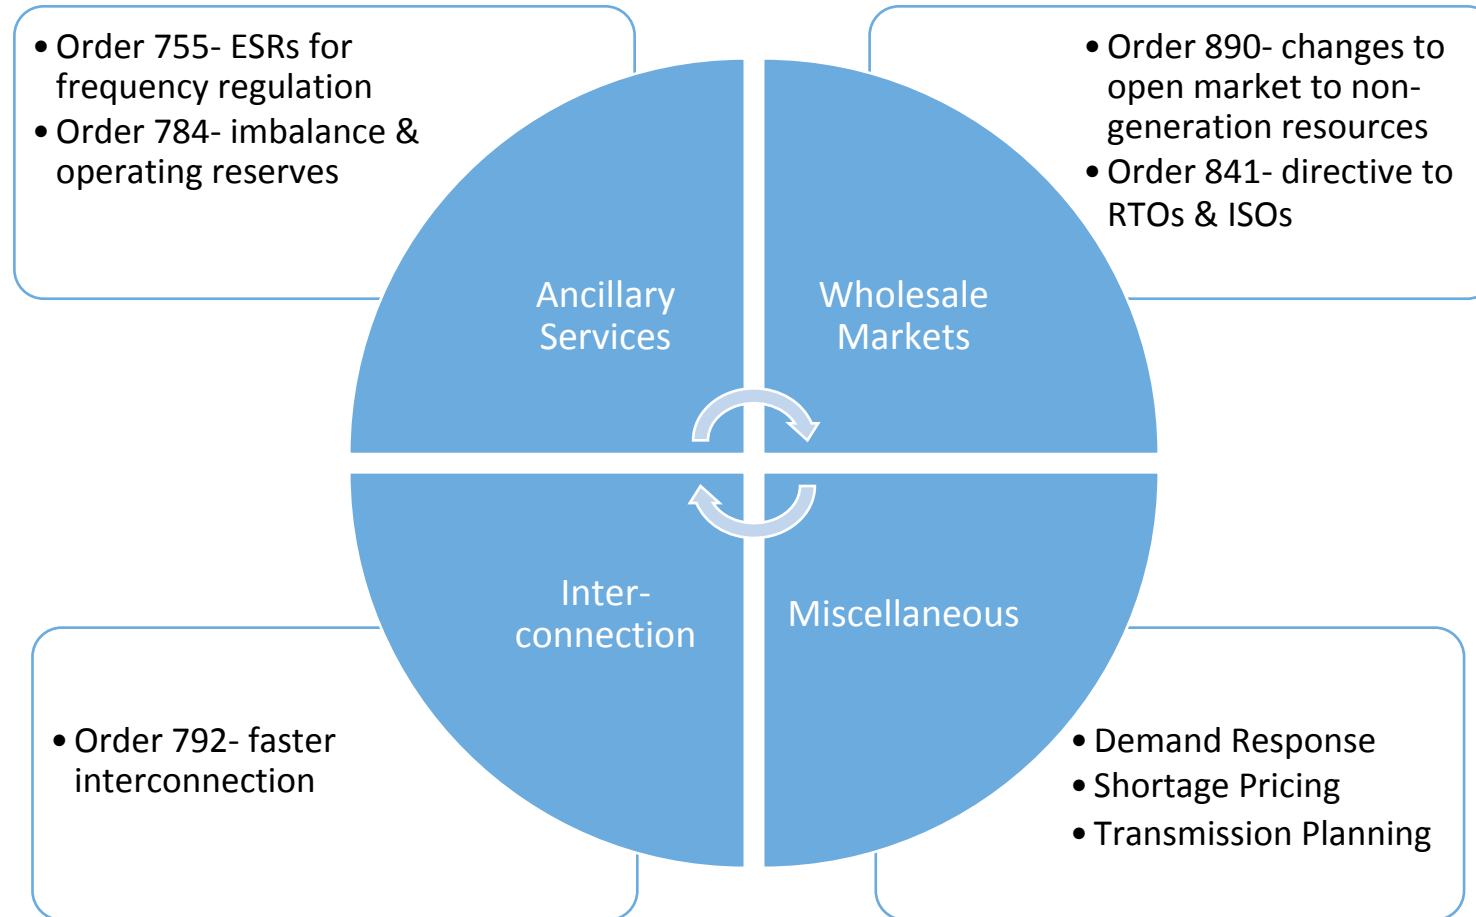 • Order 755- ESRs for
frequency regulation
• Order 784- imbalance &
operating reserves
• Order 890- changes to
open market to non-
generation resources
• Order 841- directive to
RTOs & ISOs
Ancillary
Services
Wholesale
Markets
Inter-
connection
Miscellaneous
• Order 792- faster
interconnection
• Demand Response
• Shortage Pricing
• Transmission Planning